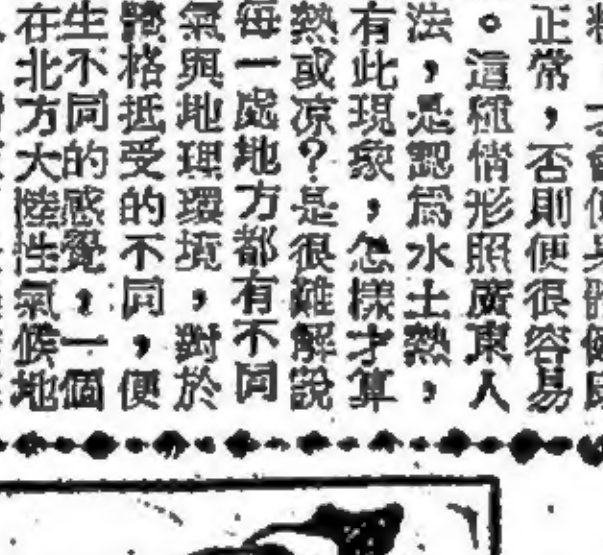 正常，否則便很容易
。這種情形照廣東人
法，是認爲水土熱，
有此現象，怎樣才算
熱或凉？是很難解說
每一處地方都有不同
氣與地理環境，對於
體格抵受的不同，便
生不同的感覺，一個
在北方大陸性氣候地